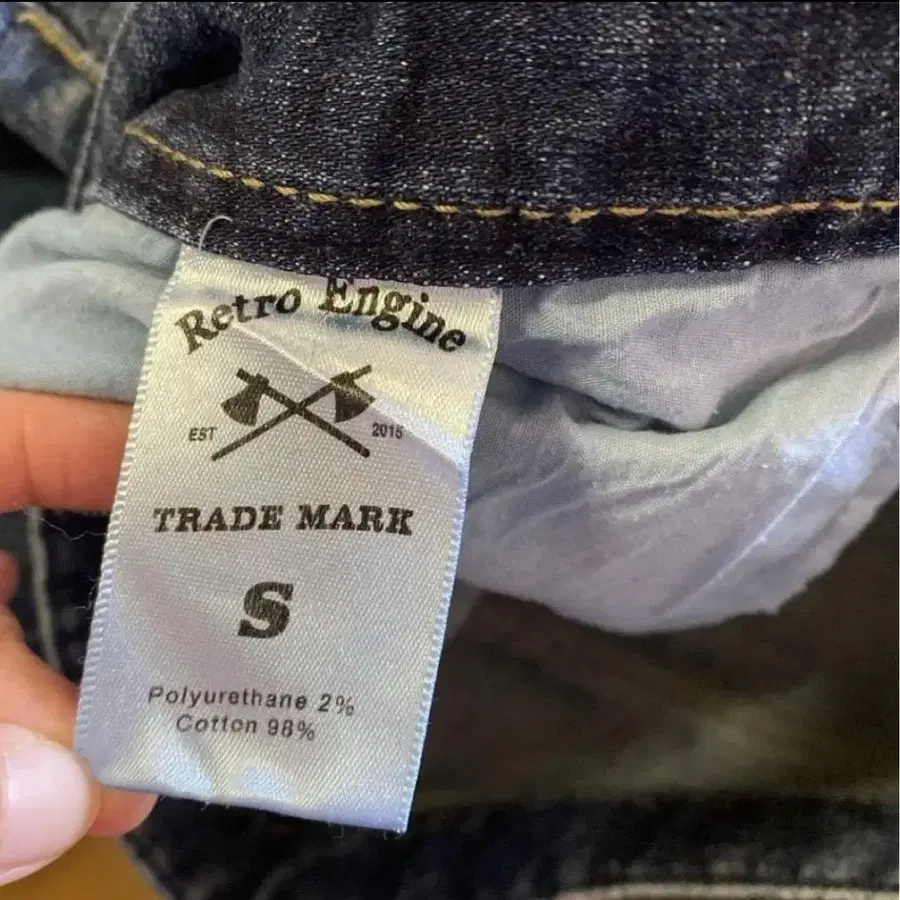 Retro Engine
EST 2015
TRADE MARK
S
Polyurethane 2%
Cotton 98%